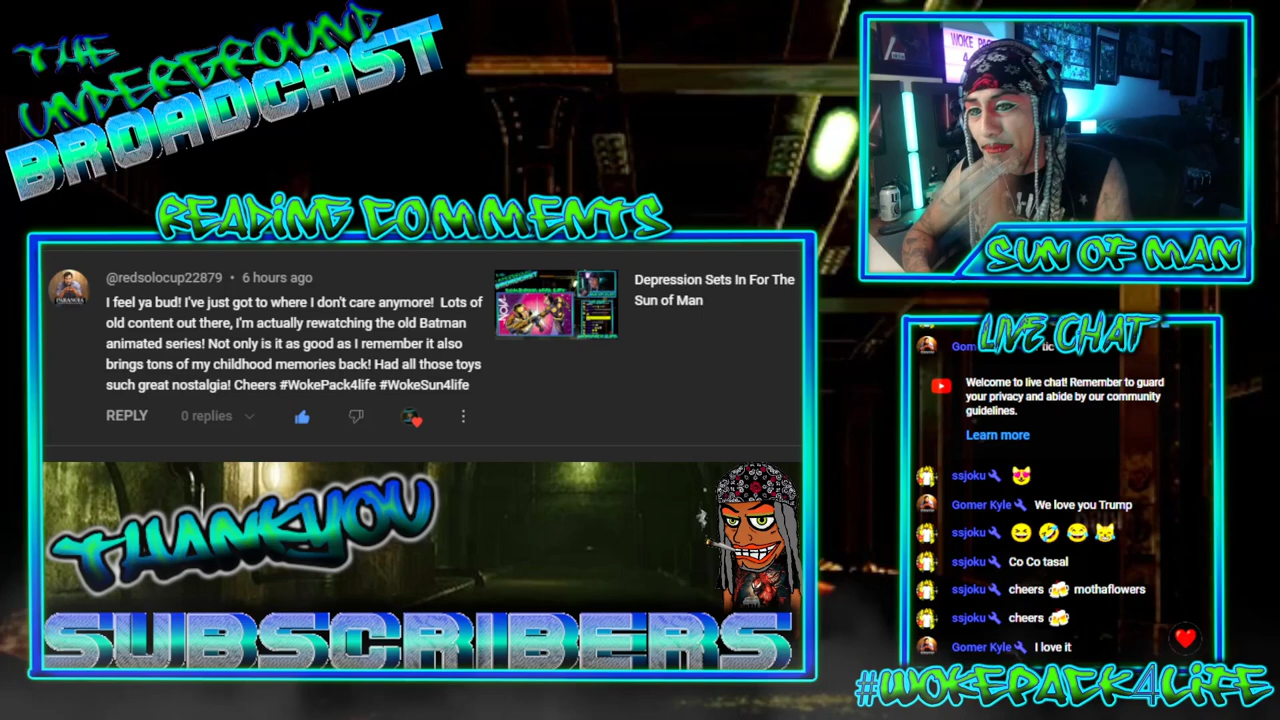 THE
UNDERGROUND
BROADCAST
READING COMMENTS
@redsolocup22879 • 6 hours ago
I feel ya bud! I've just got to where I don't care anymore! Lots of
old content out there, I'm actually rewatching the old Batman
animated series! Not only is it as good as I remember it also
brings tons of my childhood memories back! Had all those toys
such great nostalgia! Cheers #WokePack4life #WokeSun4life
REPLY 0 replies
Depression Sets In For The
Sun of Man
THANKYOU
SUBSCRIBERS
WOKE PAC
4
SUN OF MAN
LIVE CHAT
Gom tic
Welcome to live chat! Remember to guard
your privacy and abide by our community
guidelines.
Learn more
ssjoku 😻
Gomer Kyle We love you Trump
ssjoku 😆 🤣 😂 😹
ssjoku Co Co tasal
ssjoku cheers 🍻 mothaflowers
ssjoku cheers 🍻
Gomer Kyle I love it
#WOKEPACK4LIFE